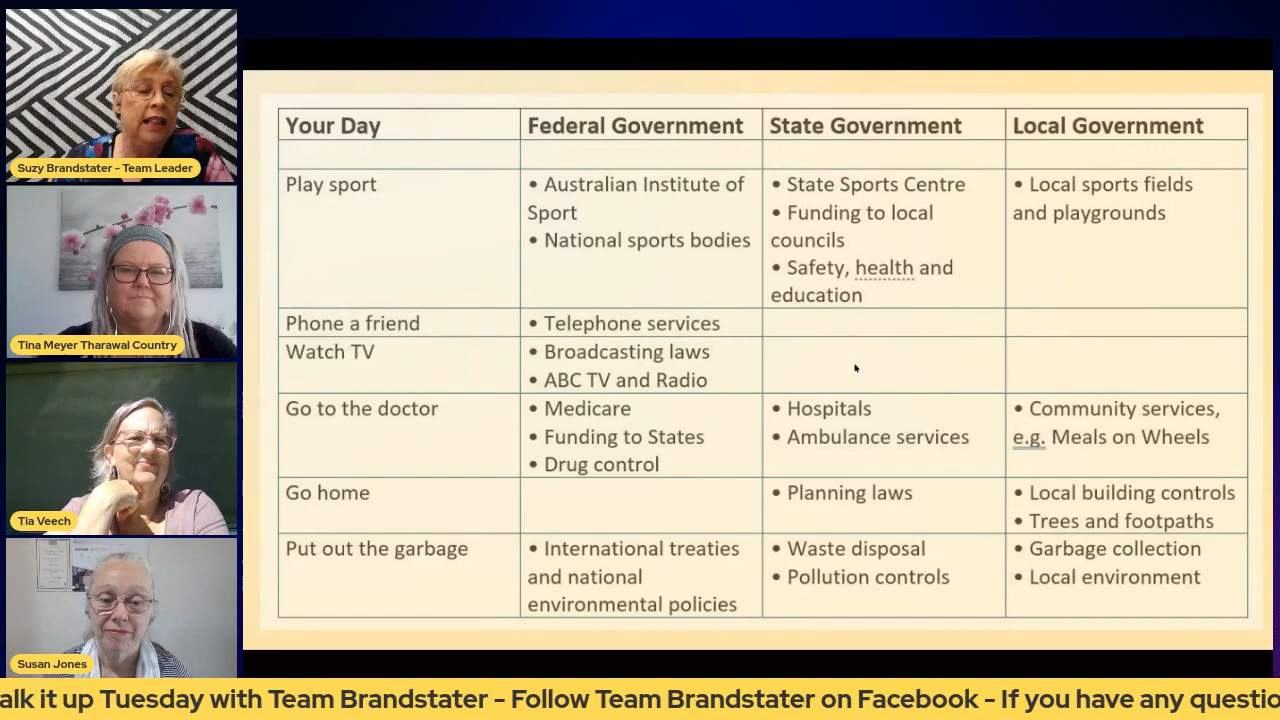 Suzy Brandstater - Team Leader
Tina Meyer Tharawal Country
Tia Veech
Susan Jones
Your Day
Federal Government
State Government
Local Government
Play sport
• Australian Institute of
Sport
• National sports bodies
• State Sports Centre
• Funding to local
councils
• Safety, health and
education
• Local sports fields
and playgrounds
Phone a friend
• Telephone services
Watch TV
• Broadcasting laws
• ABC TV and Radio
Go to the doctor
• Medicare
• Funding to States
• Drug control
• Hospitals
• Ambulance services
• Community services,
e.g. Meals on Wheels
Go home
• Planning laws
• Local building controls
• Trees and footpaths
Put out the garbage
• International treaties
and national
environmental policies
• Waste disposal
• Pollution controls
• Garbage collection
• Local environment
alk it up Tuesday with Team Brandstater - Follow Team Brandstater on Facebook - If you have any questio